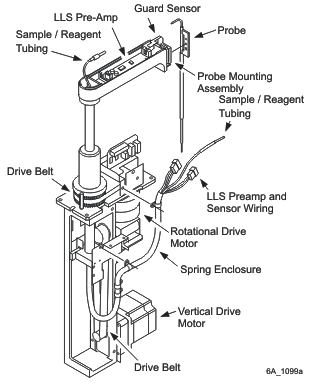 Guard Sensor
LLS Pre-Amp
Sample / Reagent
Tubing
Probe
Probe Mounting
Assembly
Sample / Reagent
Tubing
Drive Belt
LLS Preamp and
Sensor Wiring
Rotational Drive
Motor
Spring Enclosure
Vertical Drive
Motor
Drive Belt
6A_1099a